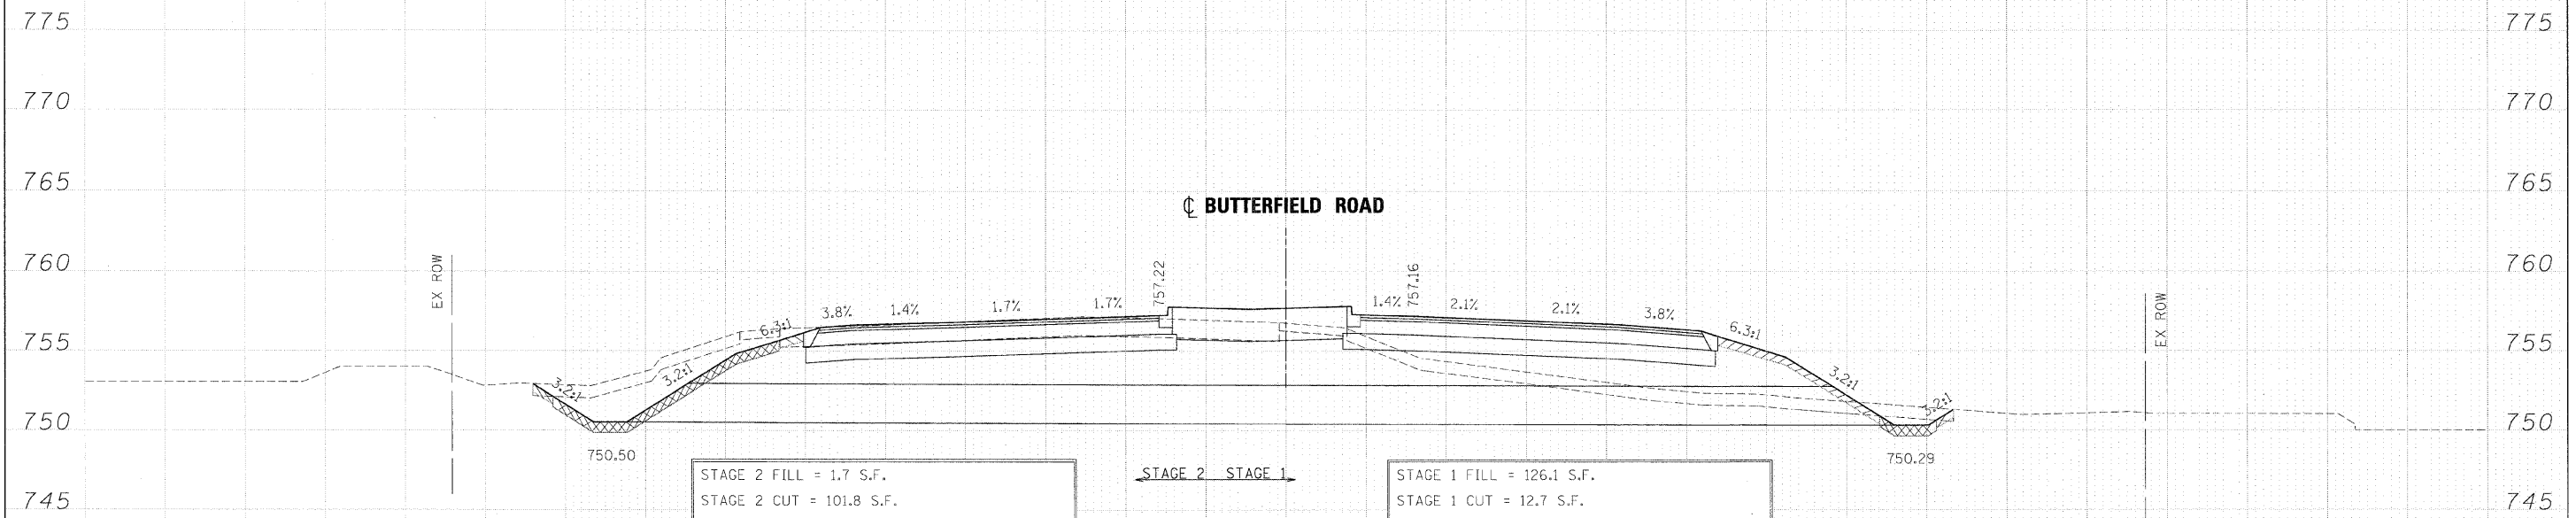 775 775
770 770
765 765
℄ BUTTERFIELD ROAD
760 760
EX ROW
EX ROW
757.22
757.16
6.3:1 3.8% 1.4% 1.7% 1.7% 1.4% 2.1% 2.1% 3.8% 6.3:1
755 755
3.2:1 3.2:1 3.2:1 3.2:1
750 750
750.50 750.29
STAGE 2 FILL = 1.7 S.F.
STAGE 2 CUT = 101.8 S.F.
STAGE 2 STAGE 1
STAGE 1 FILL = 126.1 S.F.
STAGE 1 CUT = 12.7 S.F.
745 745